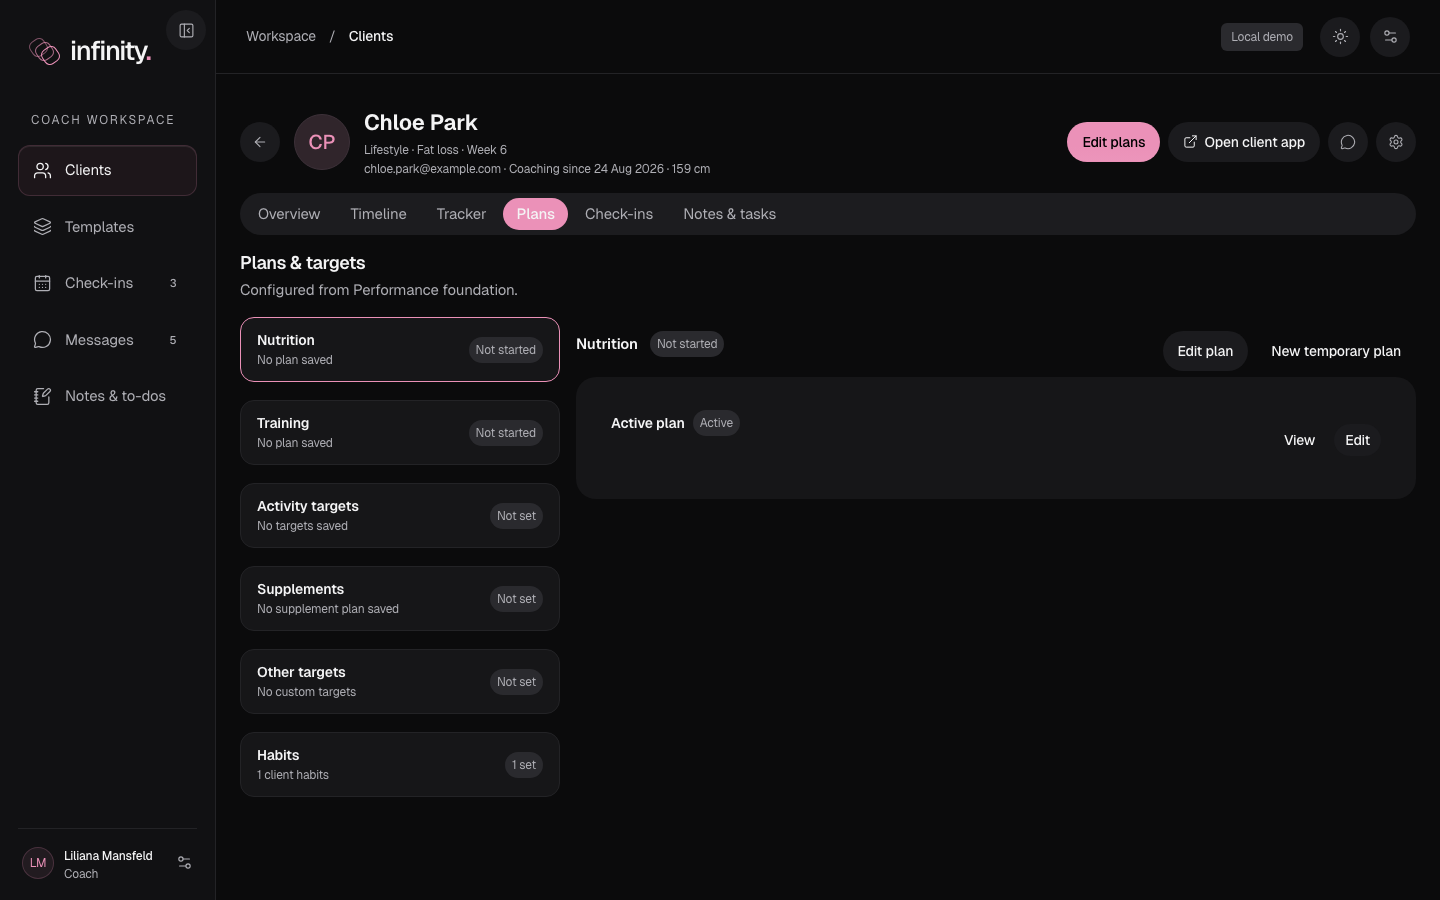 infinity.
Workspace / Clients
Local demo
COACH WORKSPACE
Clients
Templates
Check-ins 3
Messages 5
Notes & to-dos
Liliana Mansfeld
Coach
LM
CP
Chloe Park
Lifestyle · Fat loss · Week 6
chloe.park@example.com · Coaching since 24 Aug 2026 · 159 cm
Edit plans
Open client app
Overview Timeline Tracker Plans Check-ins Notes & tasks
Plans & targets
Configured from Performance foundation.
Nutrition
No plan saved
Not started
Training
No plan saved
Not started
Activity targets
No targets saved
Not set
Supplements
No supplement plan saved
Not set
Other targets
No custom targets
Not set
Habits
1 client habits
1 set
Nutrition Not started
Edit plan New temporary plan
Active plan Active
View Edit